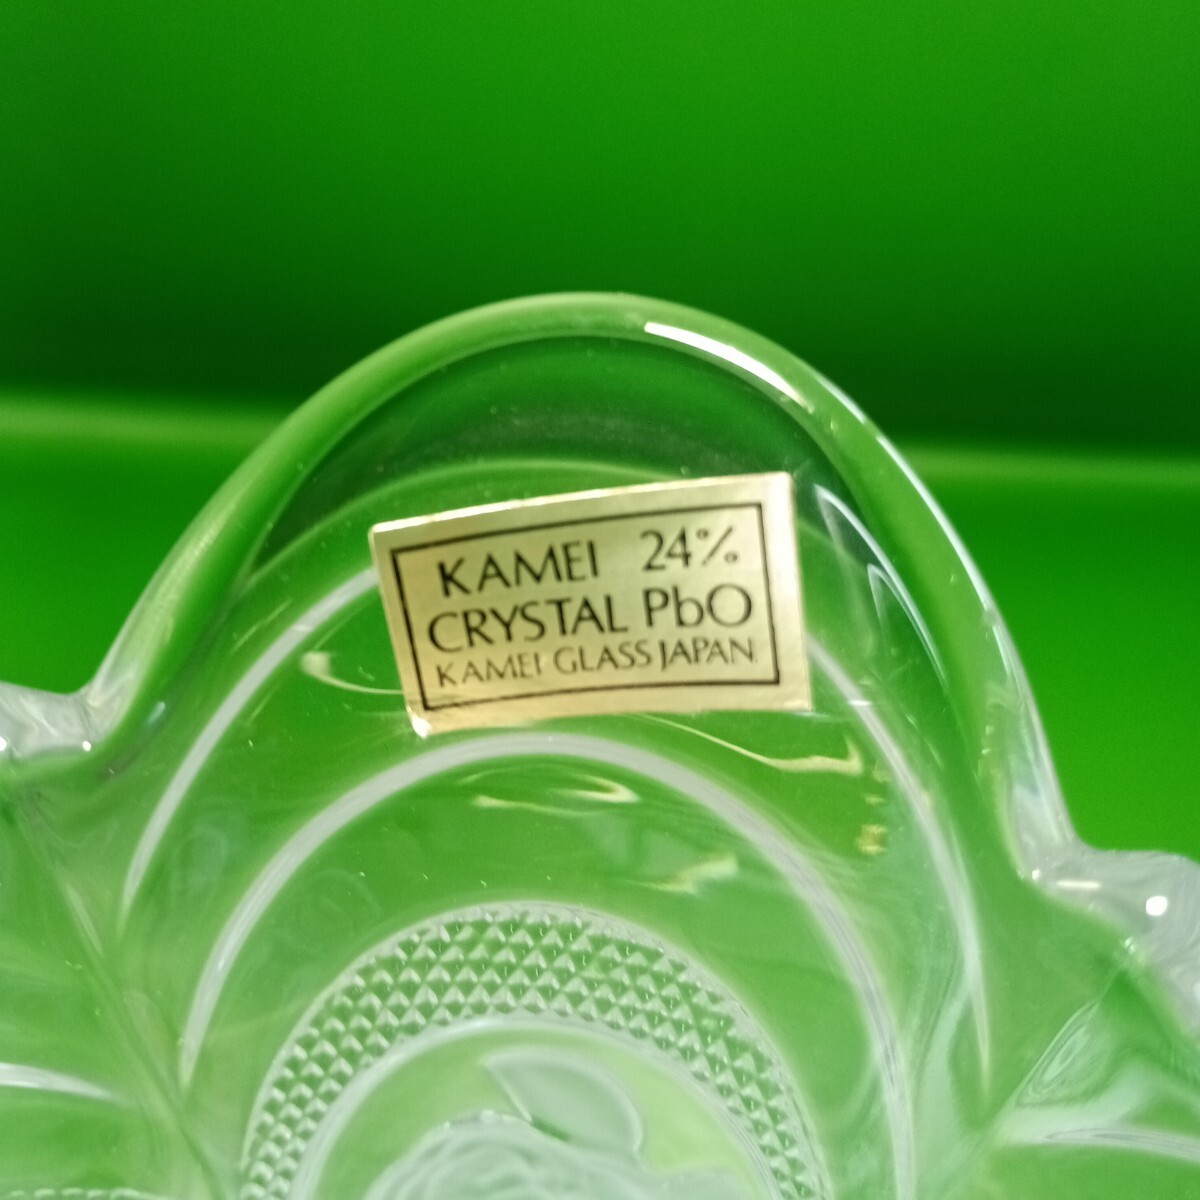 KAMEI 24%
CRYSTAL PbO
KAMEI GLASS JAPAN